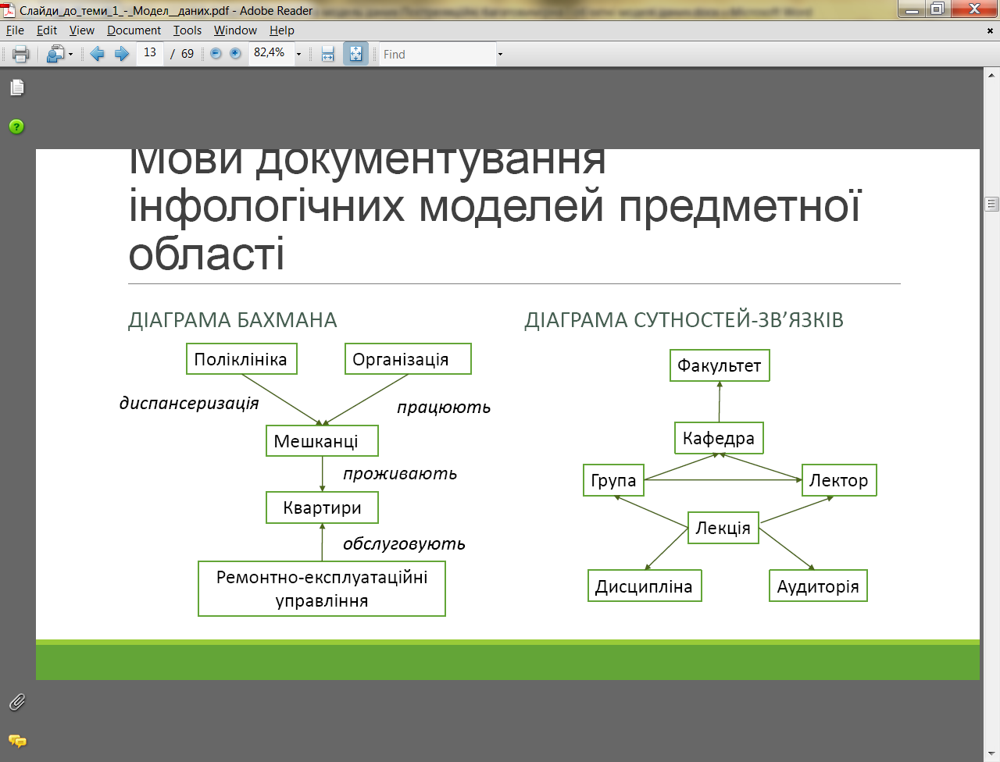 Слайди_до_теми_1_-_Модел__даних.pdf - Adobe Reader
File Edit View Document Tools Window Help
13 / 69 82,4% Find
Мови документування
інфологічних моделей предметної
області
ДІАГРАМА БАХМАНА
Поліклініка Організація
диспансеризація працюють
Мешканці
проживають
Квартири
обслуговують
Ремонтно-експлуатаційні
управління
ДІАГРАМА СУТНОСТЕЙ-ЗВ’ЯЗКІВ
Факультет
Кафедра
Група Лектор
Лекція
Дисципліна Аудиторія